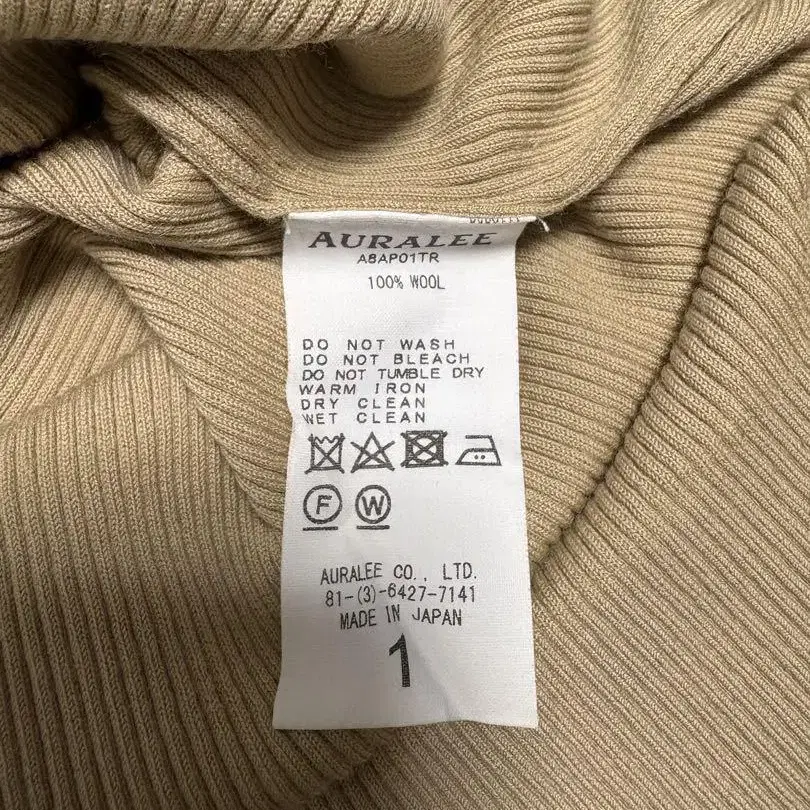 AURALEE
A8AP01TR
100% WOOL
DO NOT WASH
DO NOT BLEACH
DO NOT TUMBLE DRY
WARM IRON
DRY CLEAN
WET CLEAN
F W
AURALEE CO., LTD.
81-(3)-6427-7141
MADE IN JAPAN
1